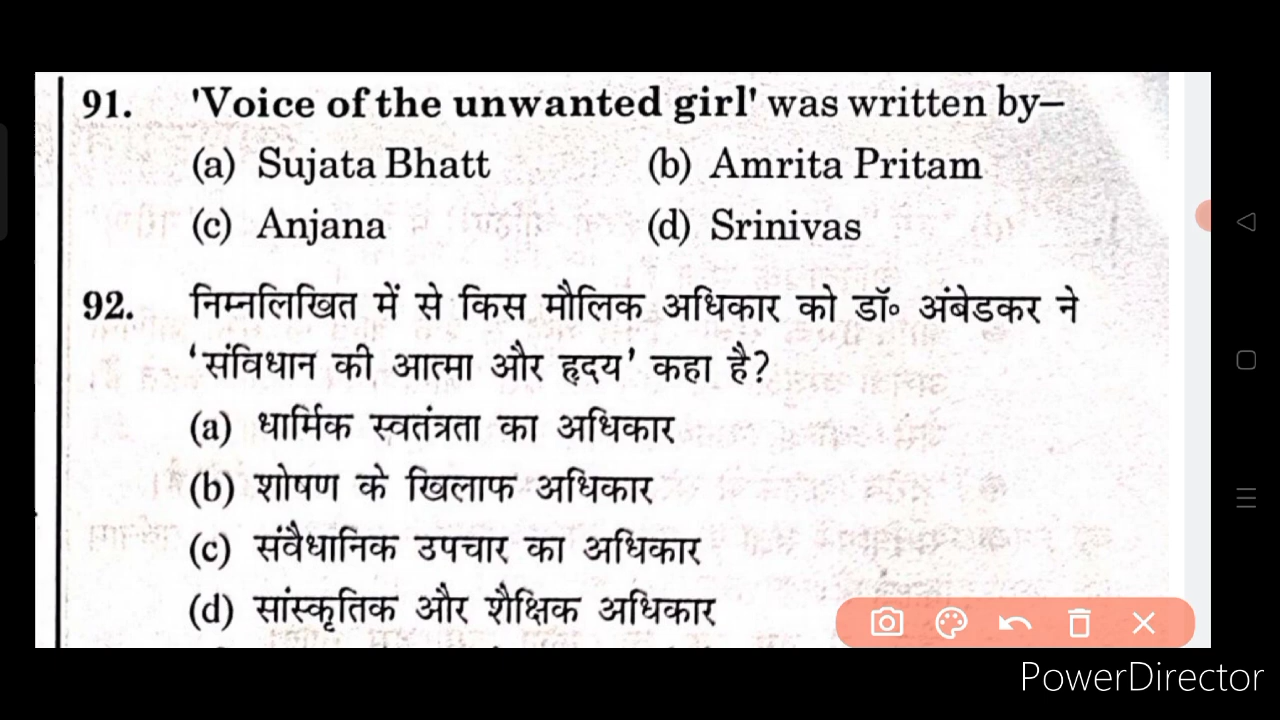 91. 'Voice of the unwanted girl' was written by–
(a) Sujata Bhatt (b) Amrita Pritam
(c) Anjana (d) Srinivas
92. निम्नलिखित में से किस मौलिक अधिकार को डॉ॰ अंबेडकर ने
'संविधान की आत्मा और हृदय' कहा है?
(a) धार्मिक स्वतंत्रता का अधिकार
(b) शोषण के खिलाफ अधिकार
(c) संवैधानिक उपचार का अधिकार
(d) सांस्कृतिक और शैक्षिक अधिकार
PowerDirector